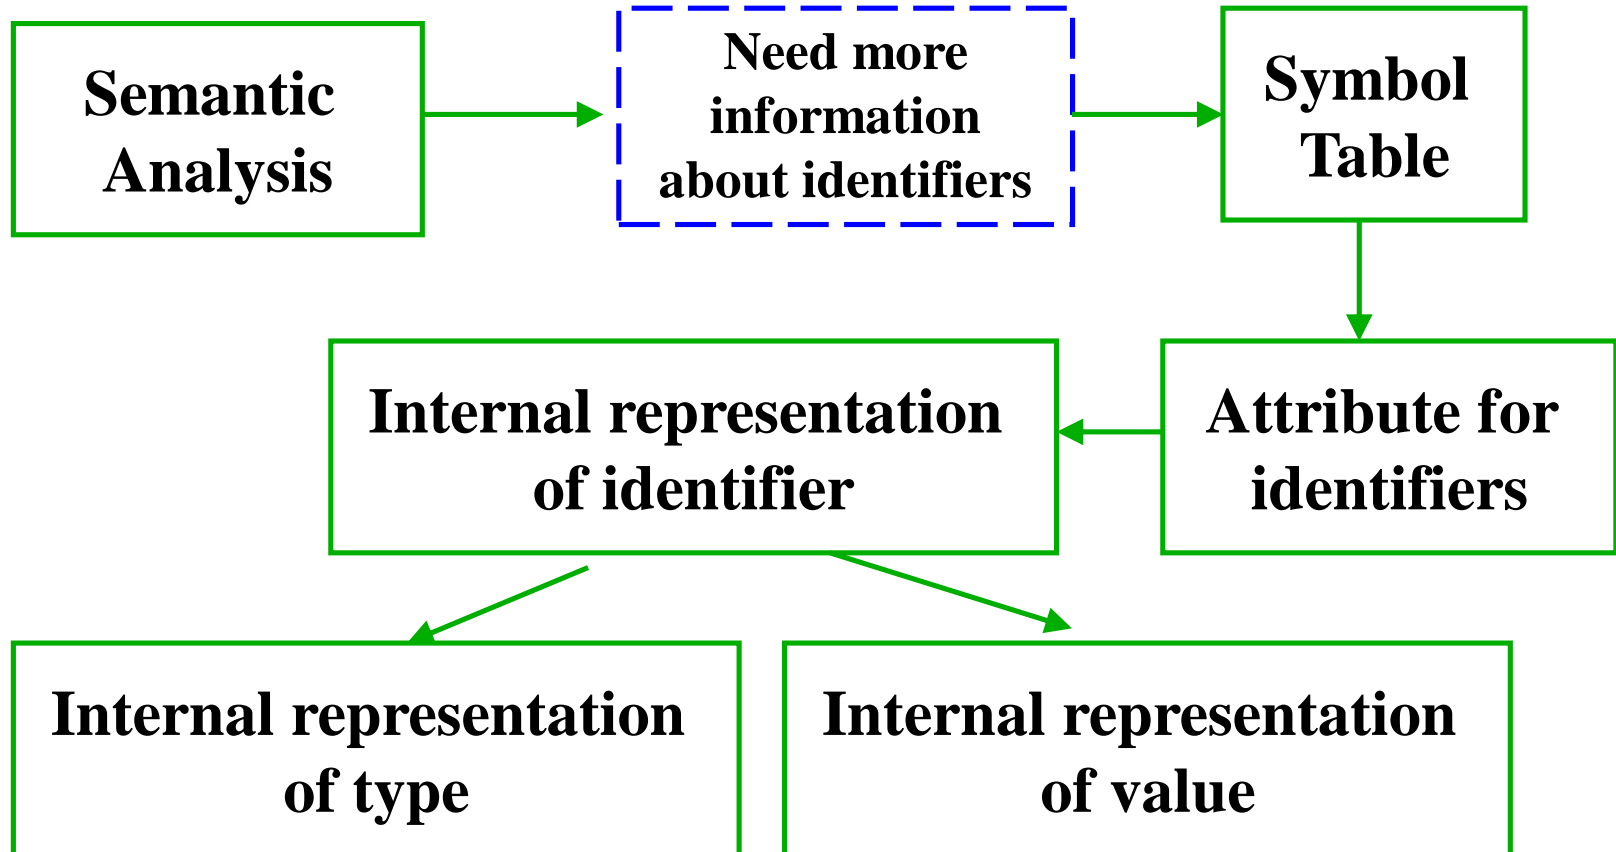 Semantic
Analysis
Need more
information
about identifiers
Symbol
Table
Internal representation
of identifier
Attribute for
identifiers
Internal representation
of type
Internal representation
of value